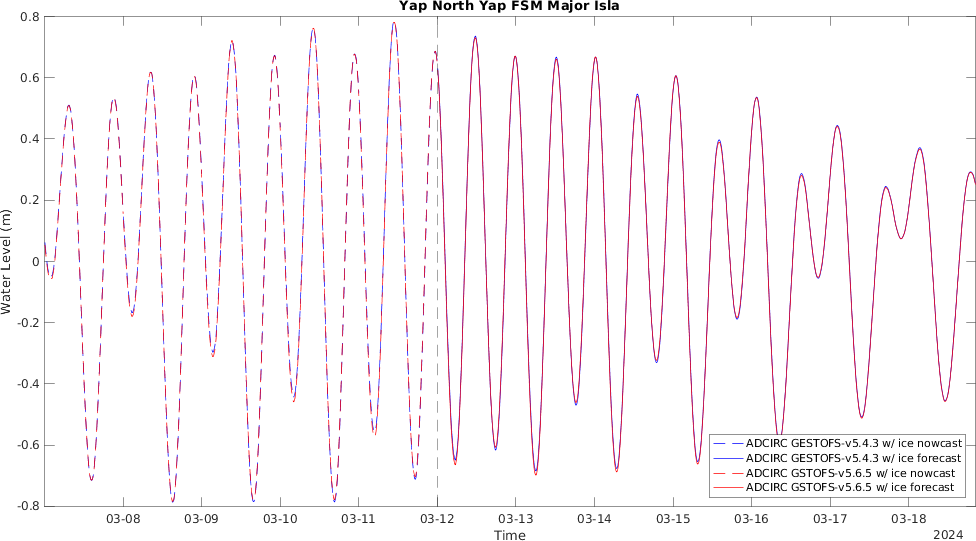 Yap North Yap FSM Major Isla
0.8
0.6
0.4
0.2
0
-0.2
-0.4
-0.6
-0.8
Water Level (m)
03-08 03-09 03-10 03-11 03-12 03-13 03-14 03-15 03-16 03-17 03-18
Time
2024
ADCIRC GESTOFS-v5.4.3 w/ ice nowcast
ADCIRC GESTOFS-v5.4.3 w/ ice forecast
ADCIRC GSTOFS-v5.6.5 w/ ice nowcast
ADCIRC GSTOFS-v5.6.5 w/ ice forecast